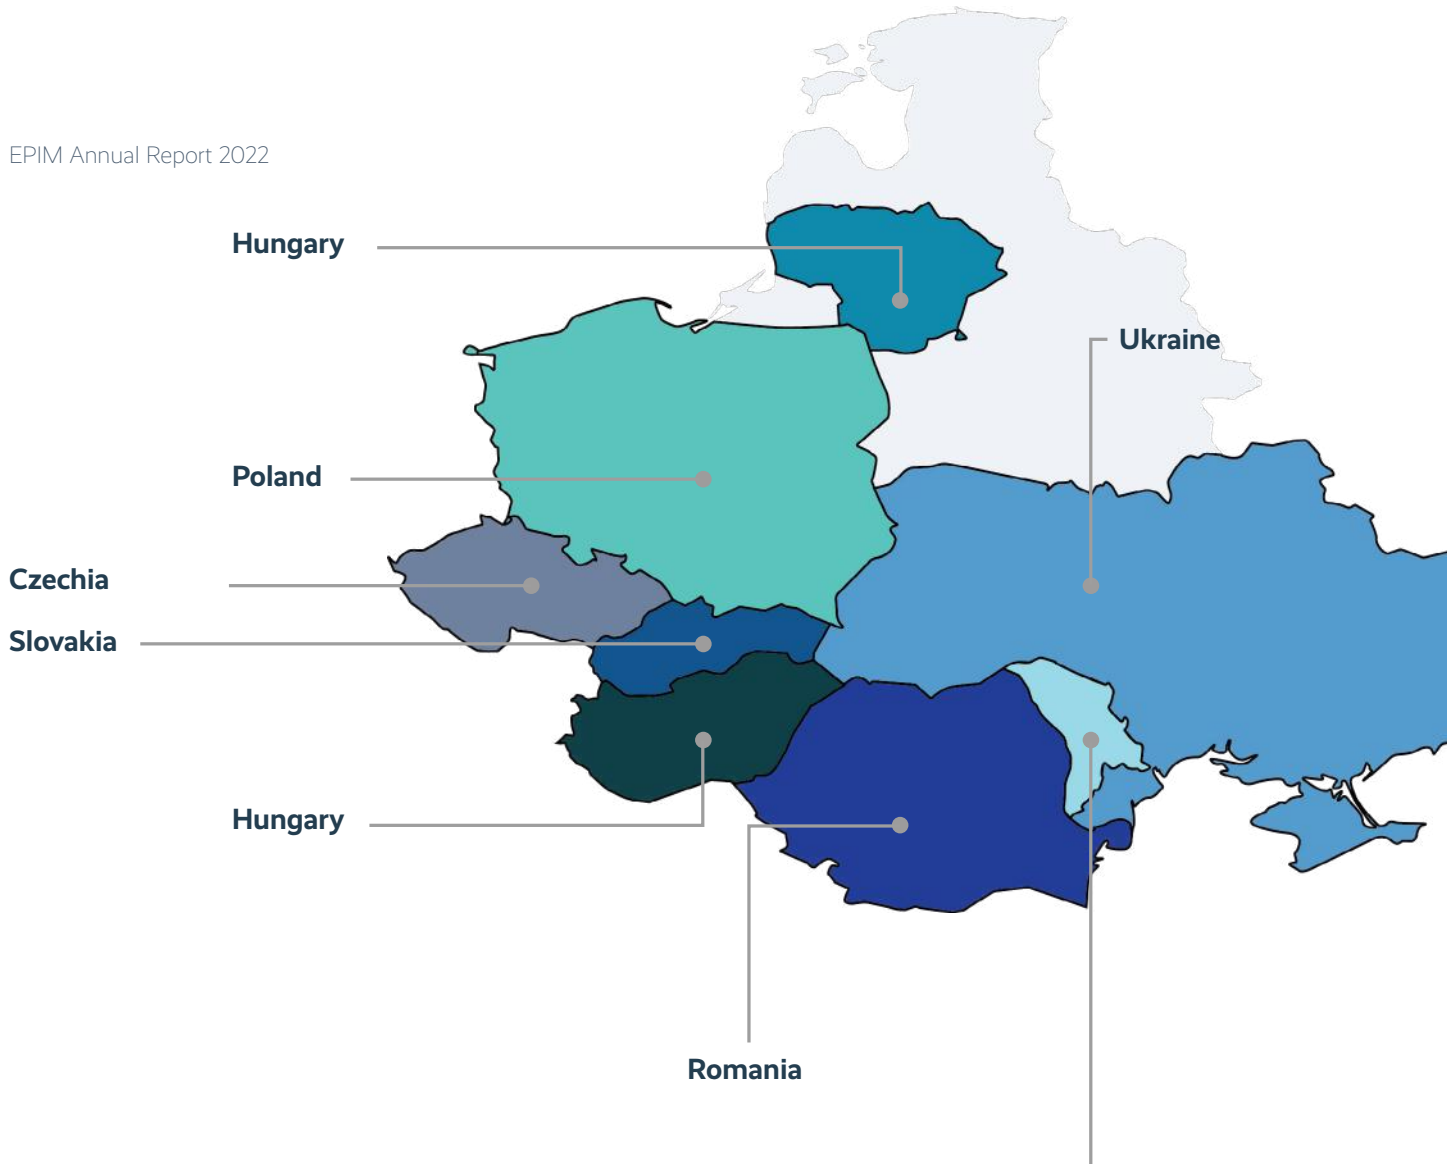 EPIM Annual Report 2022
Hungary
Ukraine
Poland
Czechia
Slovakia
Hungary
Romania